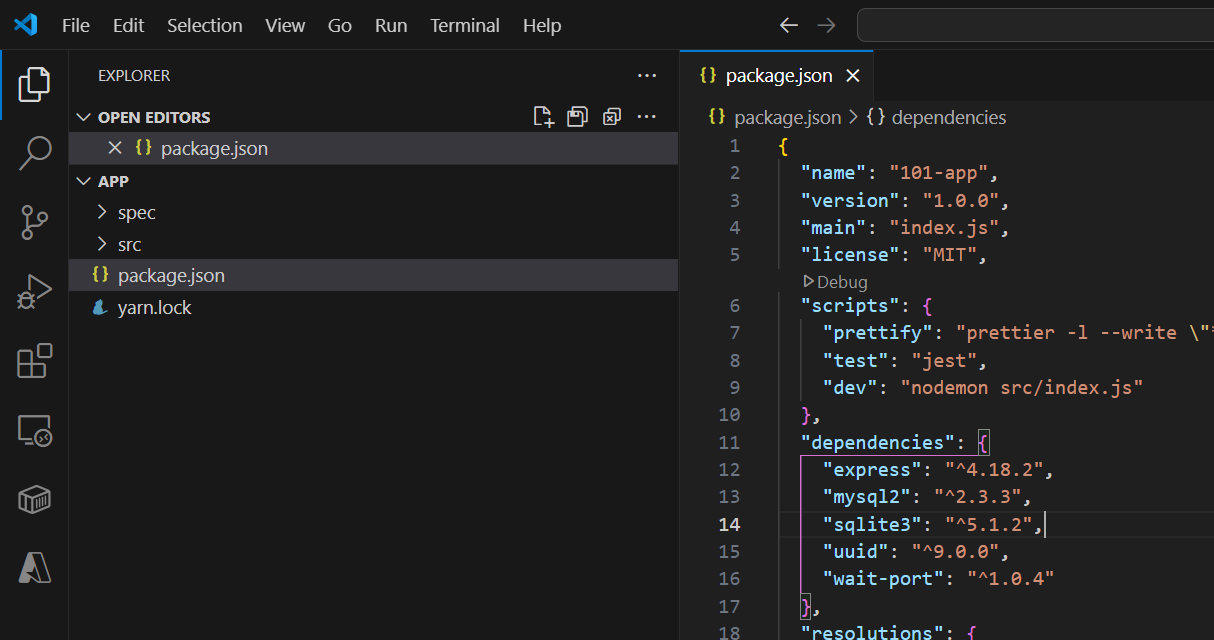 File Edit Selection View Go Run Terminal Help
EXPLORER
OPEN EDITORS
{} package.json
APP
spec
src
{} package.json
yarn.lock
{} package.json
{} package.json > {} dependencies
1 {
2 "name": "101-app",
3 "version": "1.0.0",
4 "main": "index.js",
5 "license": "MIT",
Debug
6 "scripts": {
7 "prettify": "prettier -l --write \"*
8 "test": "jest",
9 "dev": "nodemon src/index.js"
10 },
11 "dependencies": {
12 "express": "^4.18.2",
13 "mysql2": "^2.3.3",
14 "sqlite3": "^5.1.2",
15 "uuid": "^9.0.0",
16 "wait-port": "^1.0.4"
17 },
18 "resolutions": {